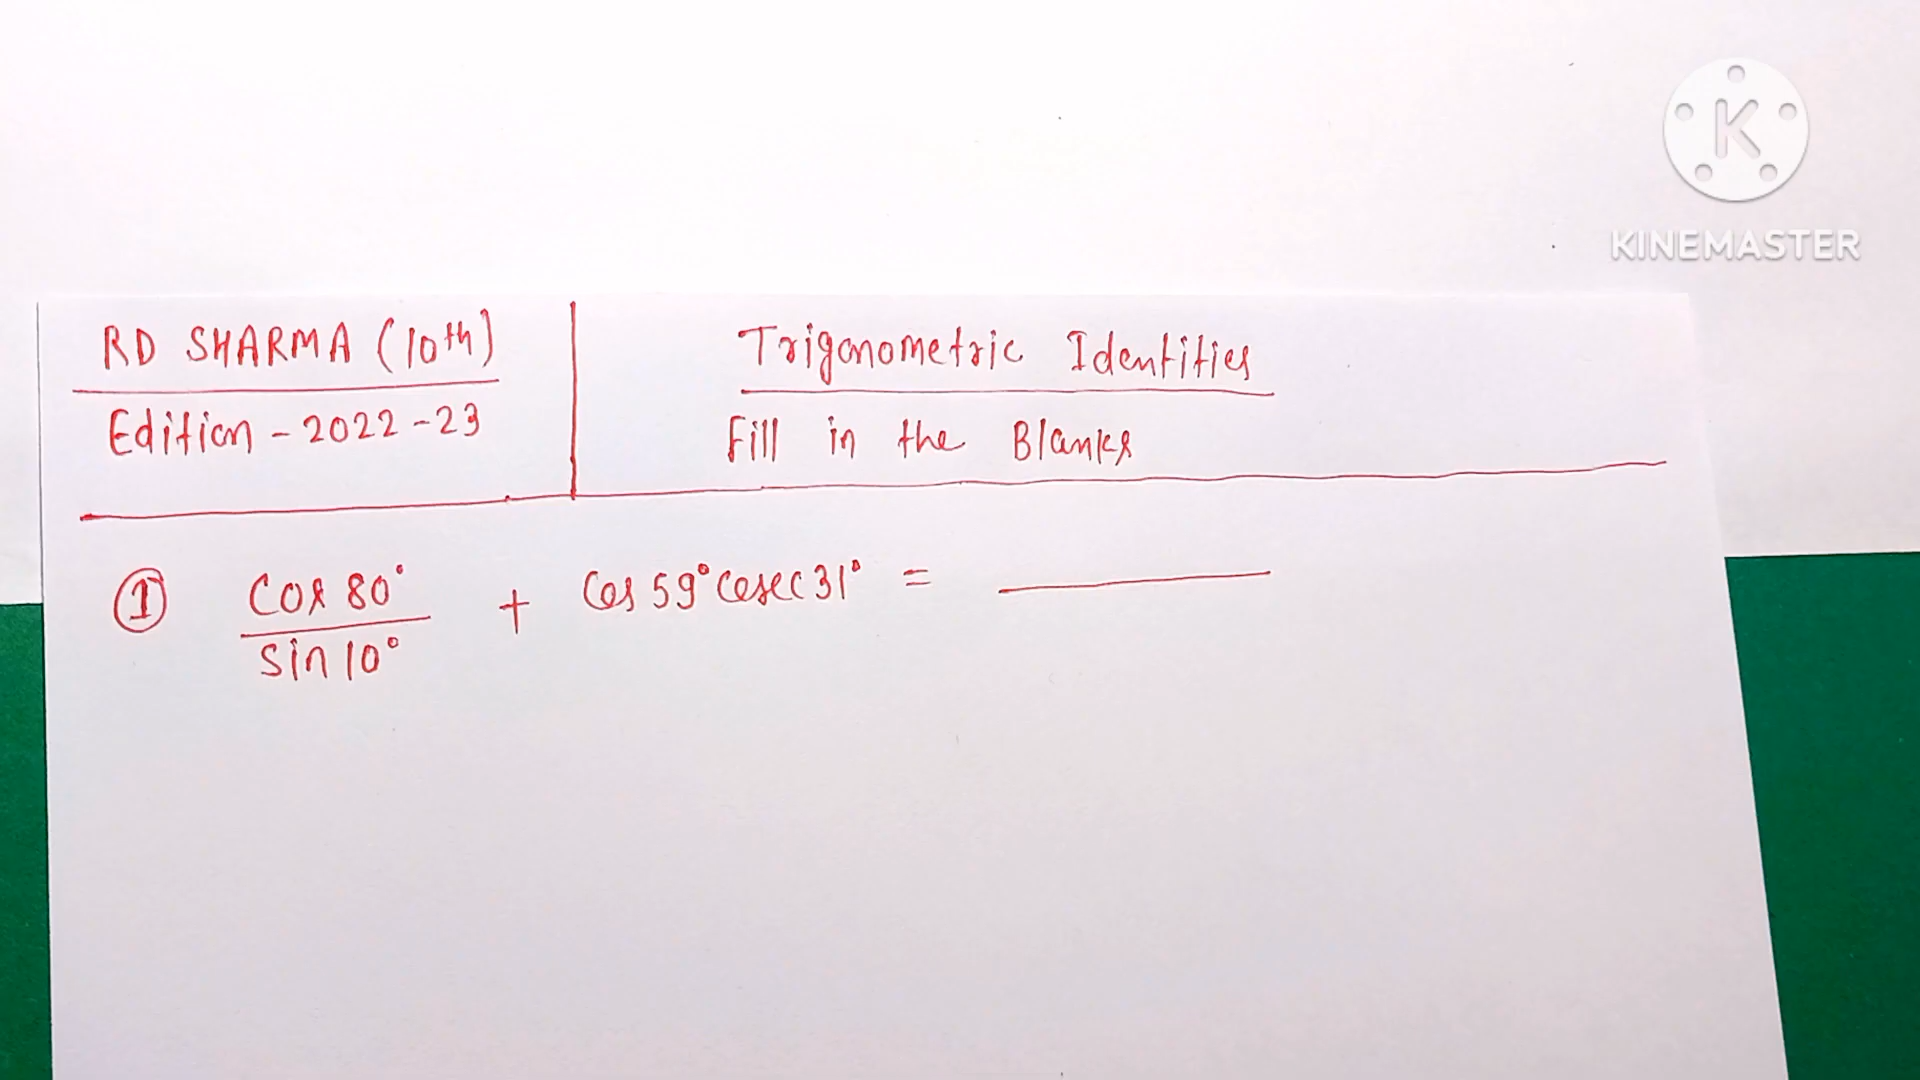 K
KINEMASTER
RD SHARMA (10th)
Edition - 2022-23
Trigonometric Identities
Fill in the Blanks
① cos 80° / sin 10° + cos 59° cosec 31° = ______